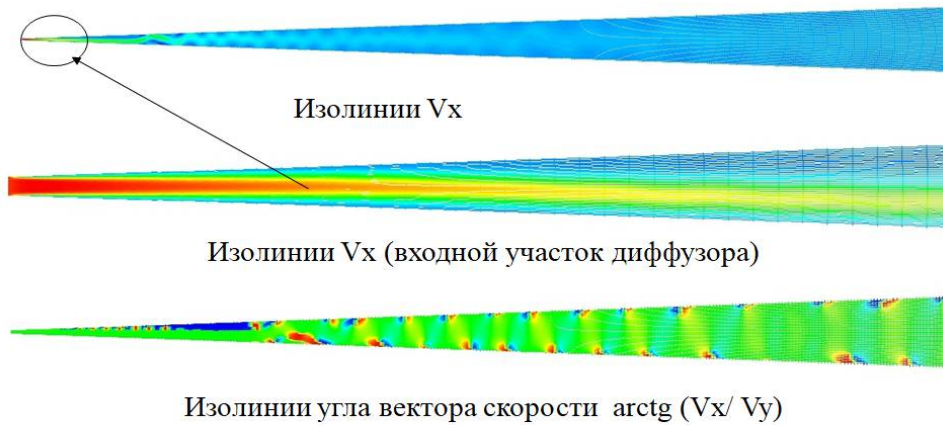 Изолинии Vx
Изолинии Vx (входной участок диффузора)
Изолинии угла вектора скорости arctg (Vx/ Vy)